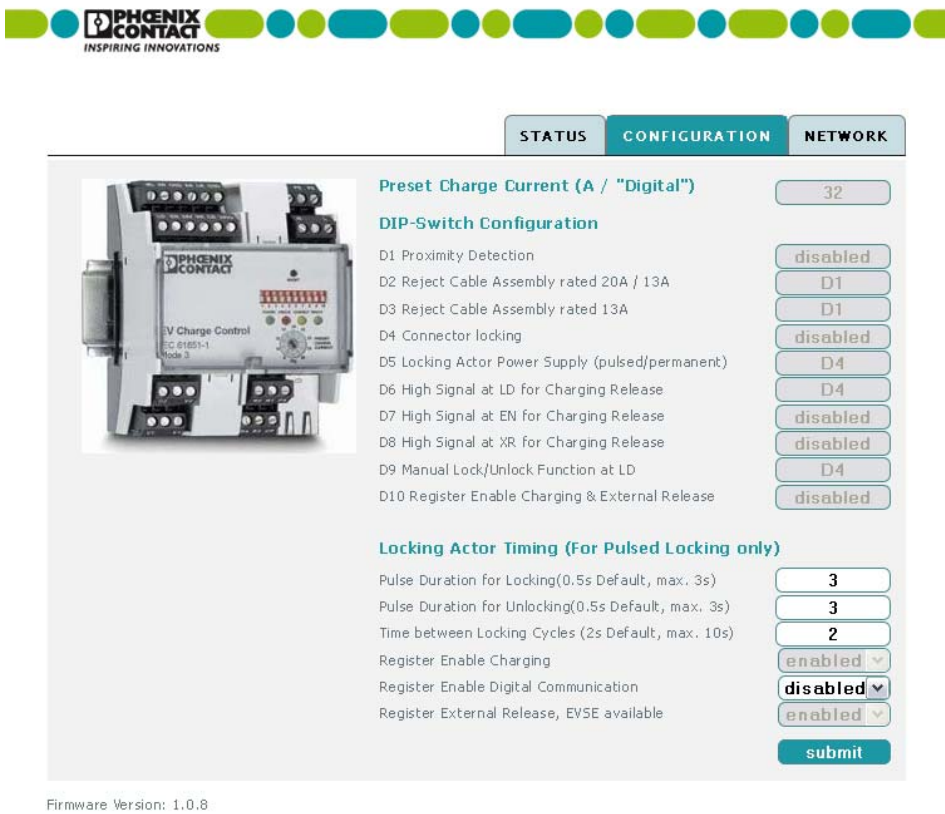 PHŒNIX
CONTACT
INSPIRING INNOVATIONS
STATUS
CONFIGURATION
NETWORK
PHŒNIX
CONTACT
EV Charge Control
IEC 61851-1
Mode 3
Preset Charge Current (A / "Digital") 32
DIP-Switch Configuration
D1 Proximity Detection disabled
D2 Reject Cable Assembly rated 20A / 13A D1
D3 Reject Cable Assembly rated 13A D1
D4 Connector locking disabled
D5 Locking Actor Power Supply (pulsed/permanent) D4
D6 High Signal at LD for Charging Release D4
D7 High Signal at EN for Charging Release disabled
D8 High Signal at XR for Charging Release disabled
D9 Manual Lock/Unlock Function at LD D4
D10 Register Enable Charging & External Release disabled
Locking Actor Timing (For Pulsed Locking only)
Pulse Duration for Locking(0.5s Default, max. 3s) 3
Pulse Duration for Unlocking(0.5s Default, max. 3s) 3
Time between Locking Cycles (2s Default, max. 10s) 2
Register Enable Charging enabled
Register Enable Digital Communication disabled
Register External Release, EVSE available enabled
submit
Firmware Version: 1.0.8